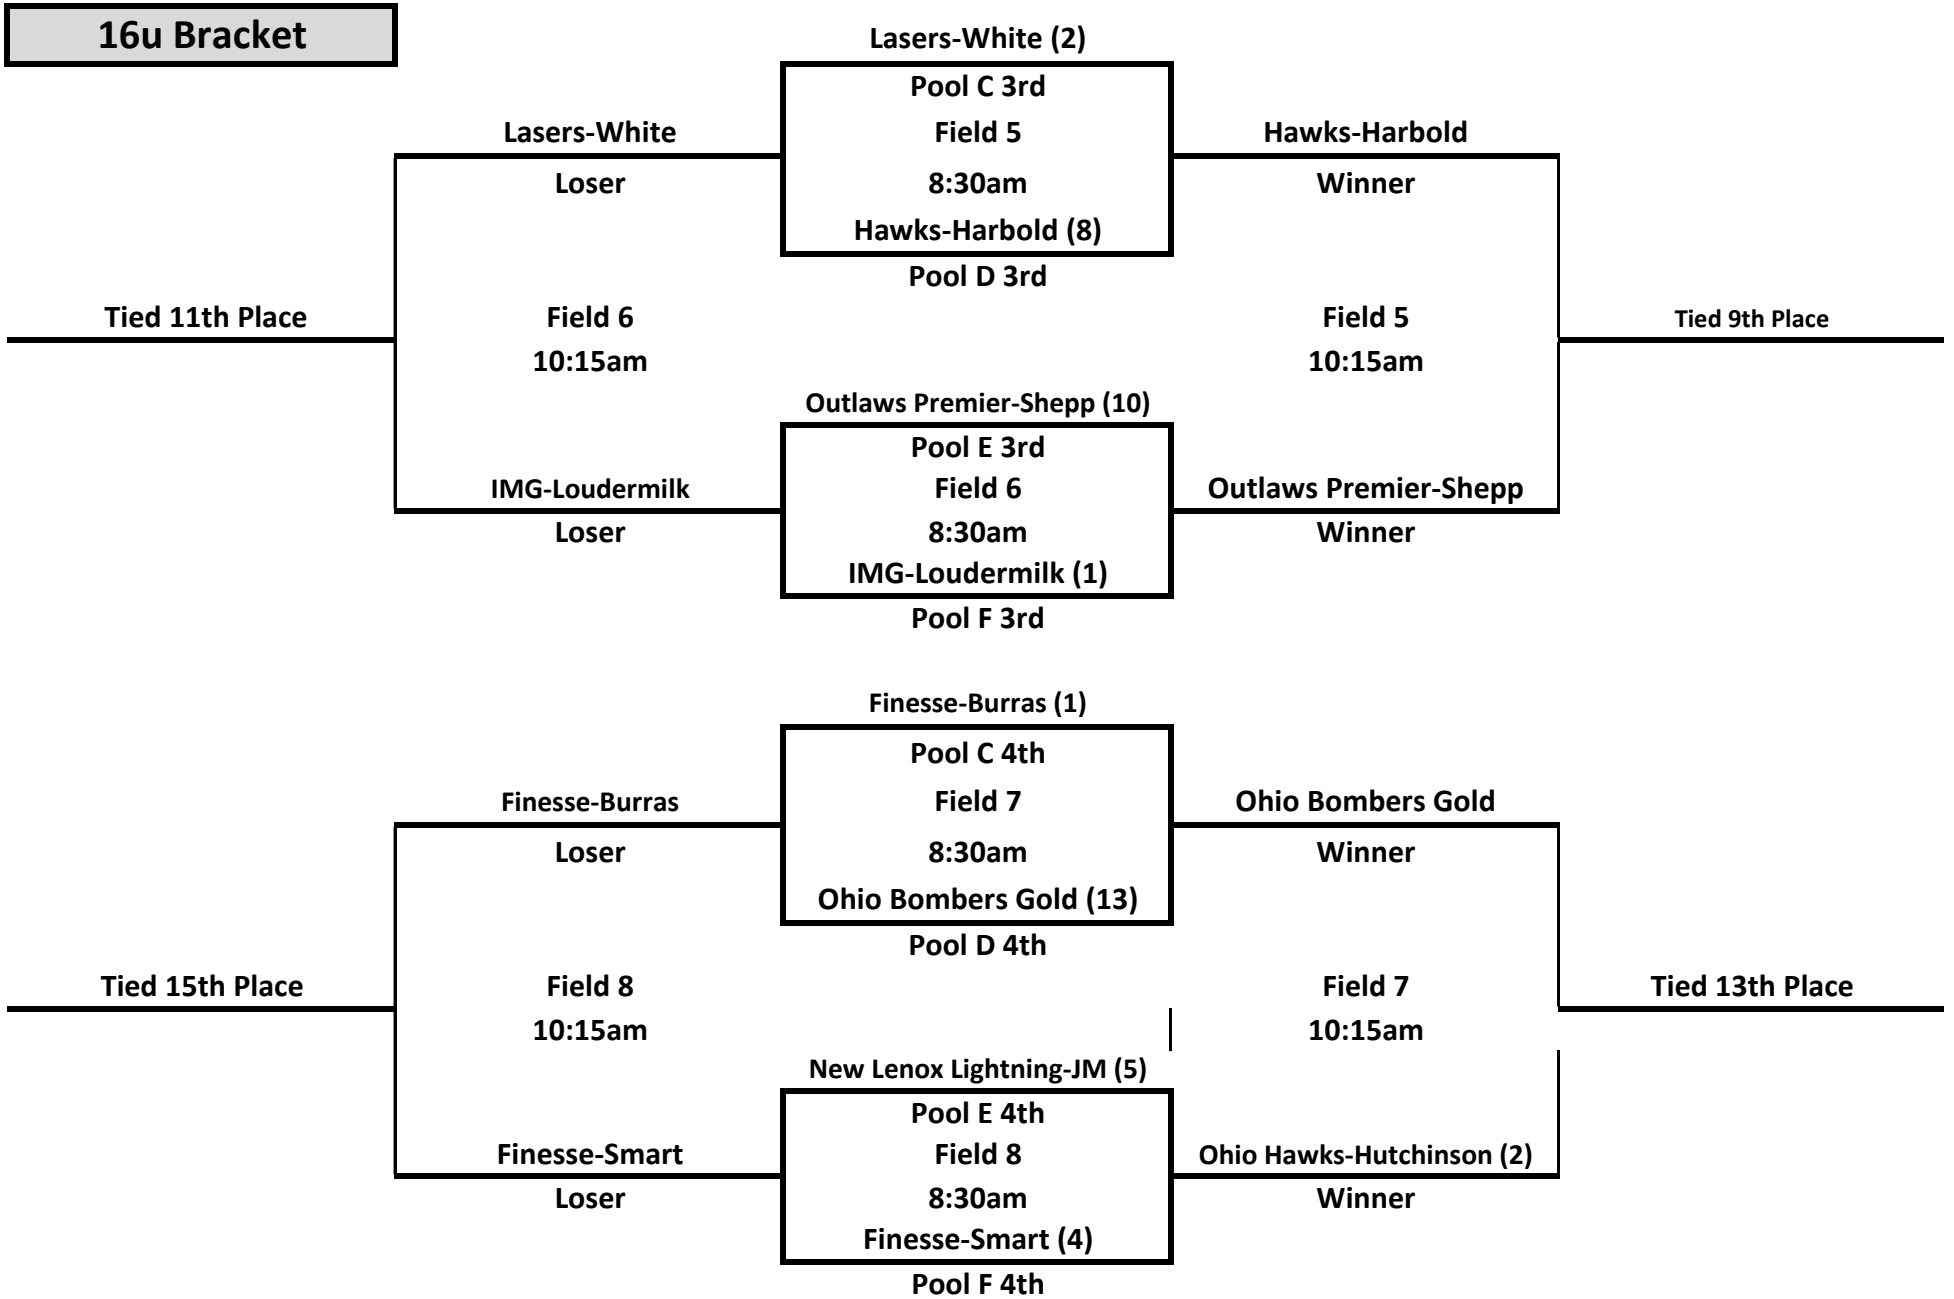 16u Bracket
Lasers-White (2)
Pool C 3rd
Lasers-White
Field 5
Hawks-Harbold
Loser
8:30am
Winner
Hawks-Harbold (8)
Pool D 3rd
Tied 11th Place
Field 6
Field 5
Tied 9th Place
10:15am
10:15am
Outlaws Premier-Shepp (10)
Pool E 3rd
IMG-Loudermilk
Field 6
Outlaws Premier-Shepp
Loser
8:30am
Winner
IMG-Loudermilk (1)
Pool F 3rd
Finesse-Burras (1)
Pool C 4th
Finesse-Burras
Field 7
Ohio Bombers Gold
Loser
8:30am
Winner
Ohio Bombers Gold (13)
Pool D 4th
Tied 15th Place
Field 8
Field 7
Tied 13th Place
10:15am
10:15am
New Lenox Lightning-JM (5)
Pool E 4th
Finesse-Smart
Field 8
Ohio Hawks-Hutchinson (2)
Loser
8:30am
Winner
Finesse-Smart (4)
Pool F 4th